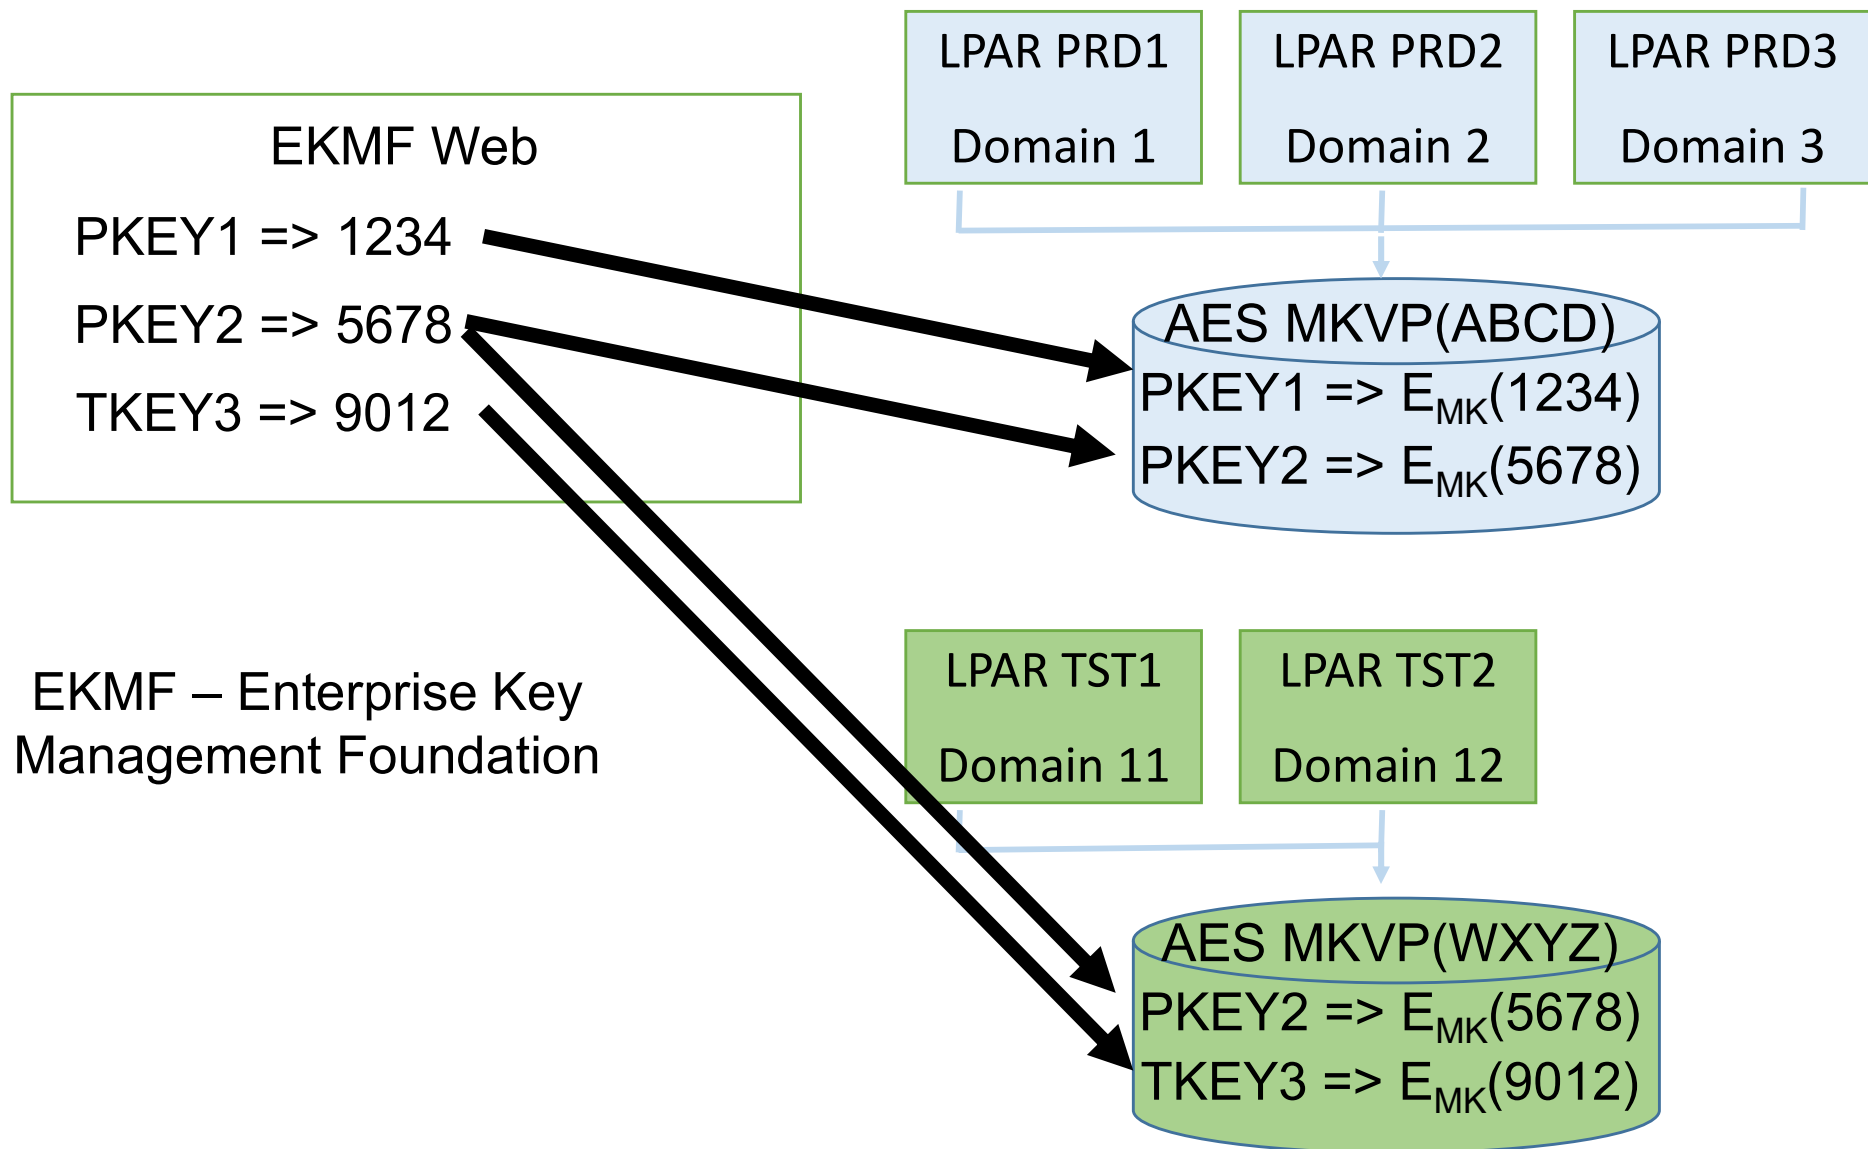 EKMF Web
PKEY1 => 1234
PKEY2 => 5678
TKEY3 => 9012
EKMF – Enterprise Key
Management Foundation
LPAR PRD1
Domain 1
LPAR PRD2
Domain 2
LPAR PRD3
Domain 3
AES MKVP(ABCD)
PKEY1 => EMK(1234)
PKEY2 => EMK(5678)
LPAR TST1
Domain 11
LPAR TST2
Domain 12
AES MKVP(WXYZ)
PKEY2 => EMK(5678)
TKEY3 => EMK(9012)